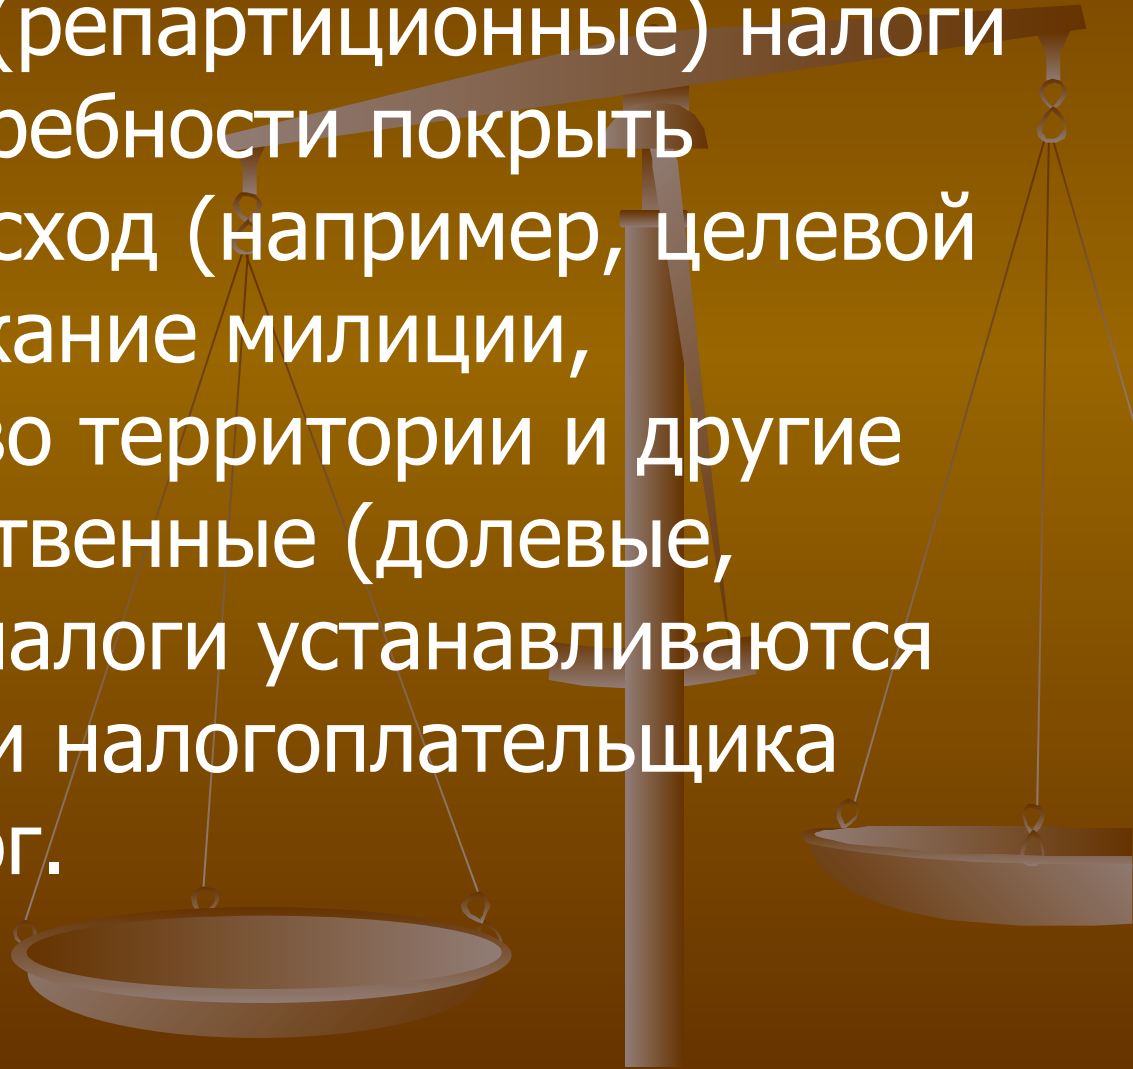 (репартиционные) налоги
ребности покрыть
сход (например, целевой
кание милиции,
во территории и другие
твенные (долевые,
налоги устанавливаются
и налогоплательщика
ог.